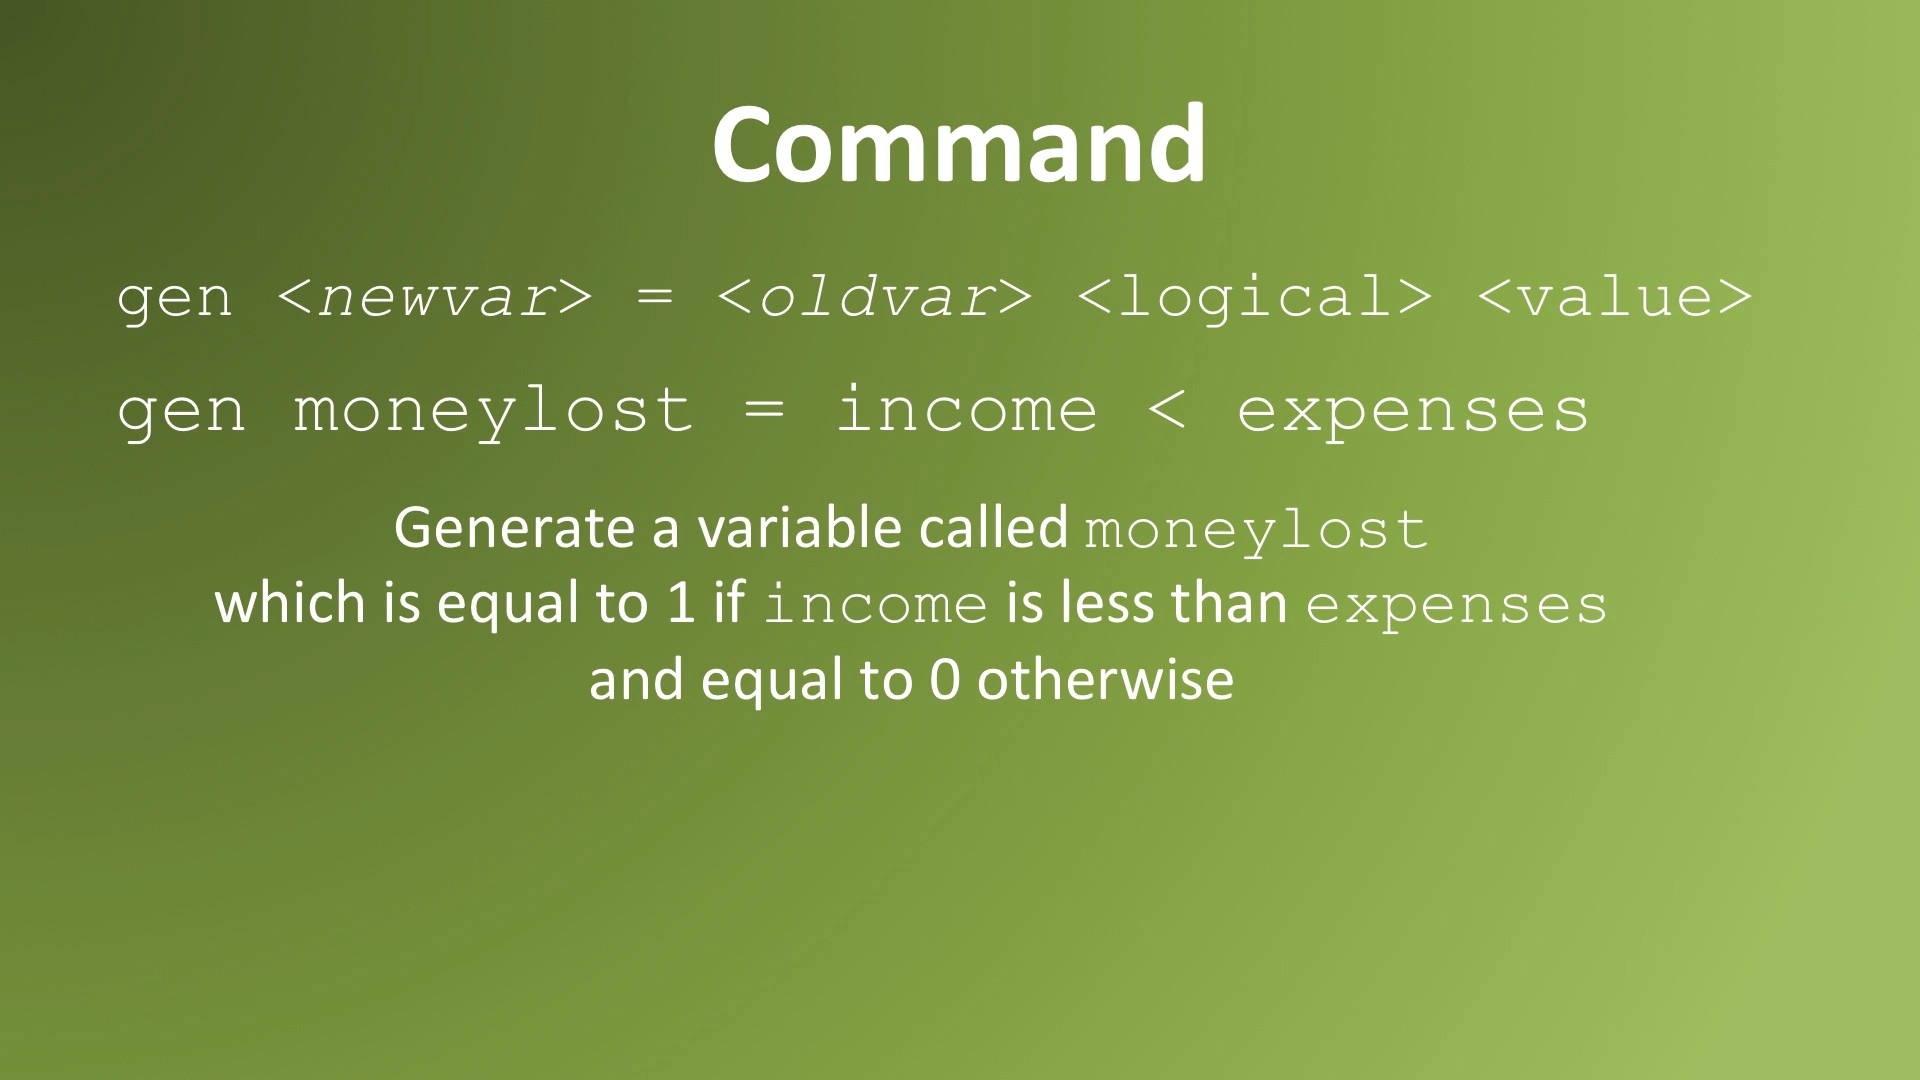 Command
gen <newvar> = <oldvar> <logical> <value>
gen moneylost = income < expenses
Generate a variable called moneylost
which is equal to 1 if income is less than expenses
and equal to 0 otherwise